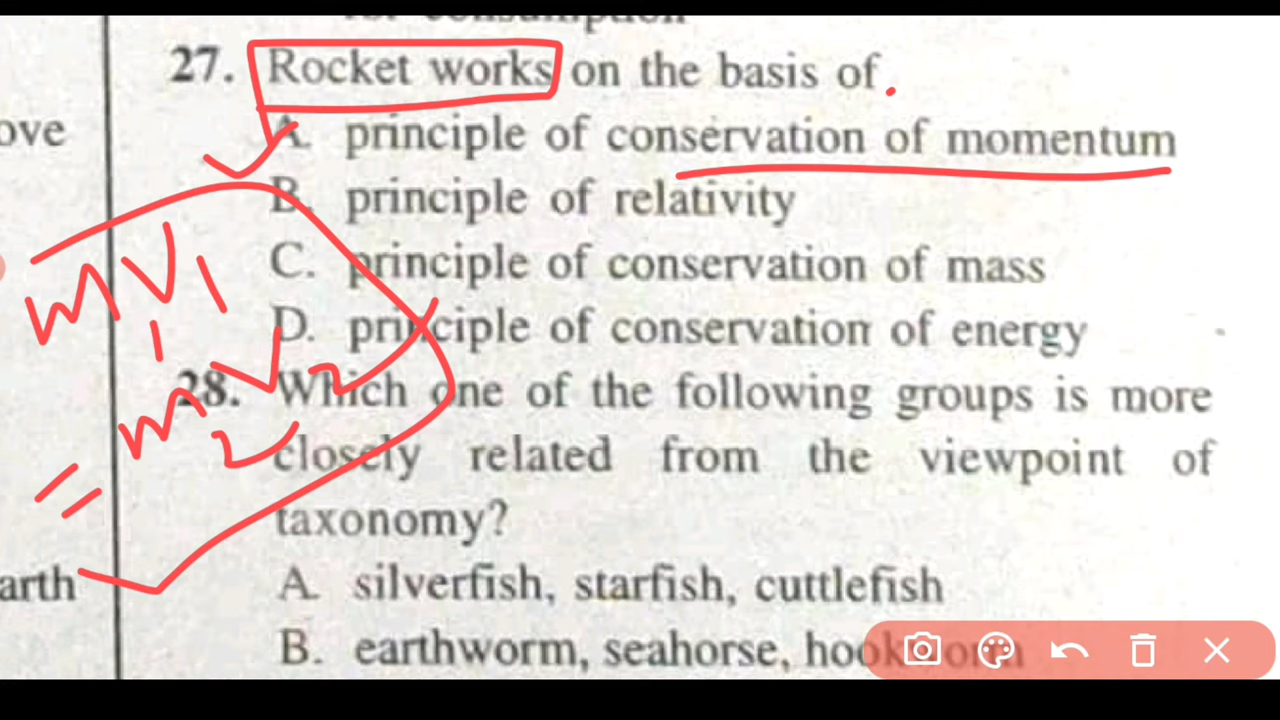 27. Rocket works on the basis of
ove
A. principle of conservation of momentum
B. principle of relativity
m1v1
C. principle of conservation of mass
D. principle of conservation of energy
= m2v2
28. Which one of the following groups is more
closely related from the viewpoint of
taxonomy?
arth
A. silverfish, starfish, cuttlefish
B. earthworm, seahorse,